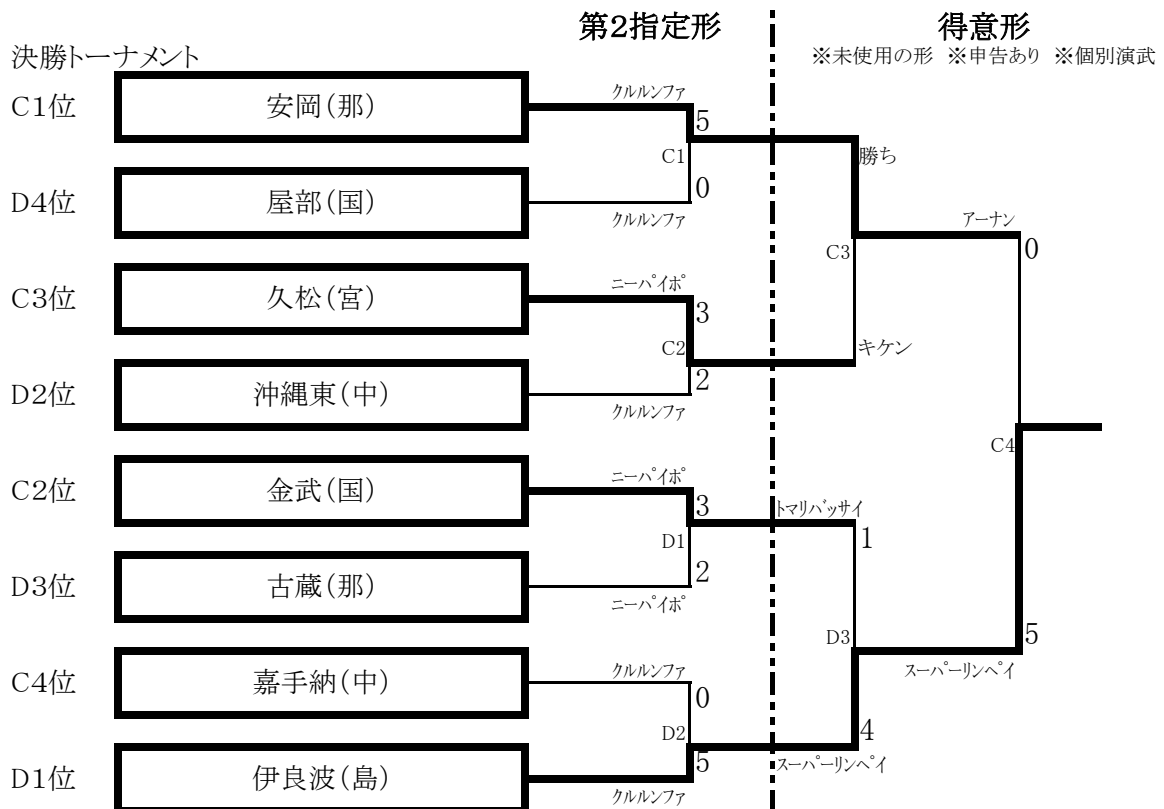 第2指定形
得意形
決勝トーナメント
※未使用の形 ※申告あり ※個別演武
C1位
安岡(那)
クルルンファ
5
C1
勝ち
D4位
屋部(国)
0
クルルンファ
アーナン
0
C3
C3位
久松(宮)
ニーパイポ
3
C2
キケン
D2位
沖縄東(中)
2
クルルンファ
C4
C2位
金武(国)
ニーパイポ
3
トマリバッサイ
1
D1
D3位
古蔵(那)
2
ニーパイポ
D3
5
スーパーリンペイ
C4位
嘉手納(中)
クルルンファ
0
D2
4
スーパーリンペイ
D1位
伊良波(島)
5
クルルンファ